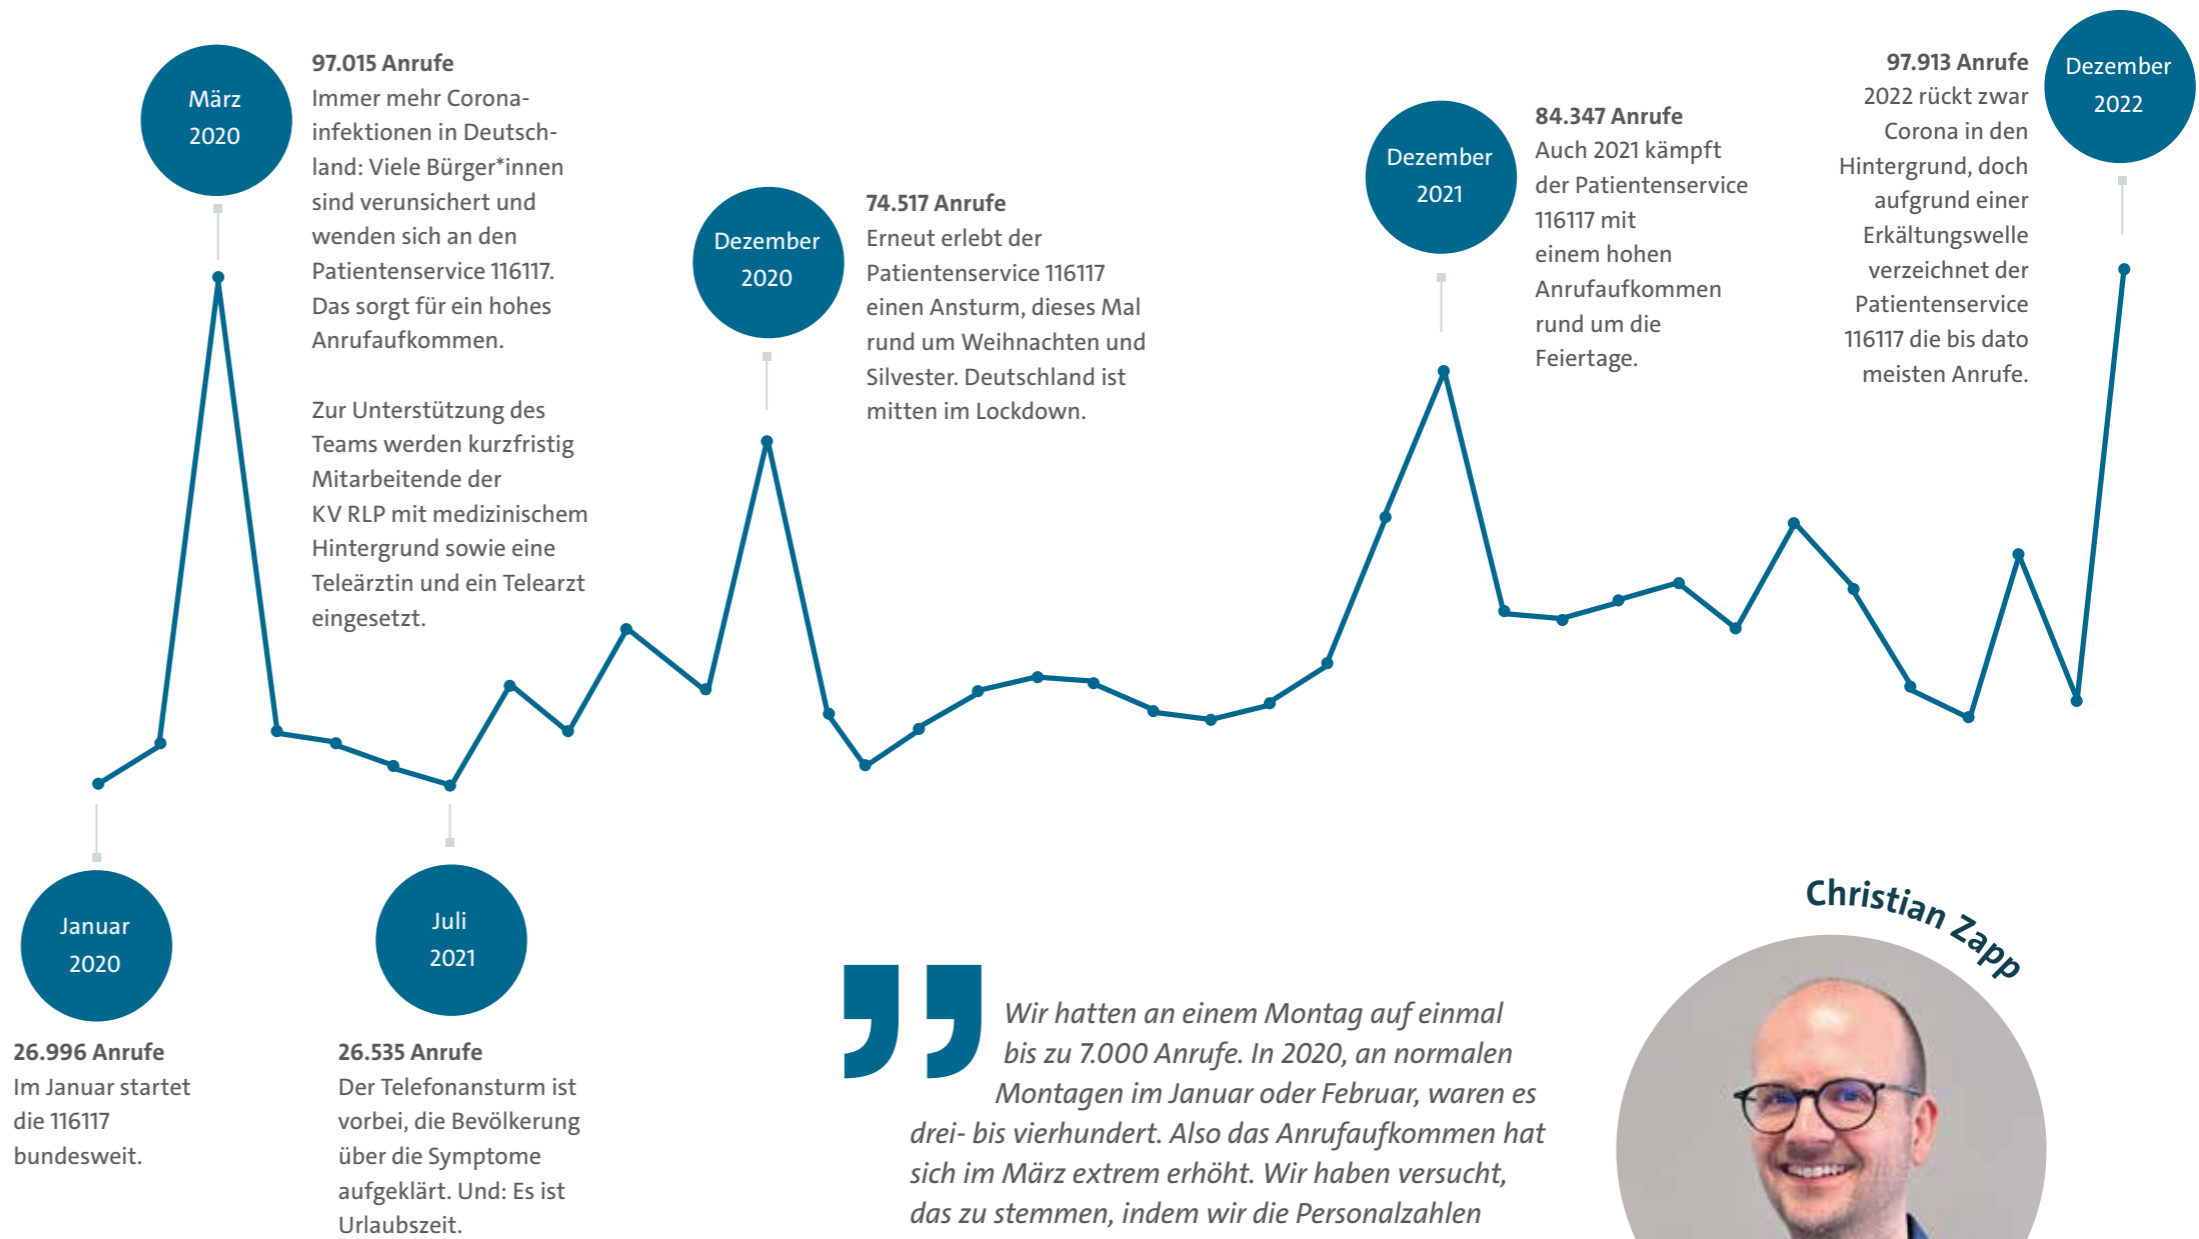 März
2020
97.015 Anrufe
Immer mehr Corona-
infektionen in Deutsch-
land: Viele Bürger*innen
sind verunsichert und
wenden sich an den
Patientenservice 116117.
Das sorgt für ein hohes
Anrufaufkommen.
Zur Unterstützung des
Teams werden kurzfristig
Mitarbeitende der
KV RLP mit medizinischem
Hintergrund sowie eine
Teleärztin und ein Telearzt
eingesetzt.
Dezember
2020
74.517 Anrufe
Erneut erlebt der
Patientenservice 116117
einen Ansturm, dieses Mal
rund um Weihnachten und
Silvester. Deutschland ist
mitten im Lockdown.
Dezember
2021
84.347 Anrufe
Auch 2021 kämpft
der Patientenservice
116117 mit
einem hohen
Anrufaufkommen
rund um die
Feiertage.
97.913 Anrufe
2022 rückt zwar
Corona in den
Hintergrund, doch
aufgrund einer
Erkältungswelle
verzeichnet der
Patientenservice
116117 die bis dato
meisten Anrufe.
Dezember
2022
Januar
2020
26.996 Anrufe
Im Januar startet
die 116117
bundesweit.
Juli
2021
26.535 Anrufe
Der Telefonansturm ist
vorbei, die Bevölkerung
über die Symptome
aufgeklärt. Und: Es ist
Urlaubszeit.
Wir hatten an einem Montag auf einmal
bis zu 7.000 Anrufe. In 2020, an normalen
Montagen im Januar oder Februar, waren es
drei- bis vierhundert. Also das Anrufaufkommen hat
sich im März extrem erhöht. Wir haben versucht,
das zu stemmen, indem wir die Personalzahlen
Christian Zapp